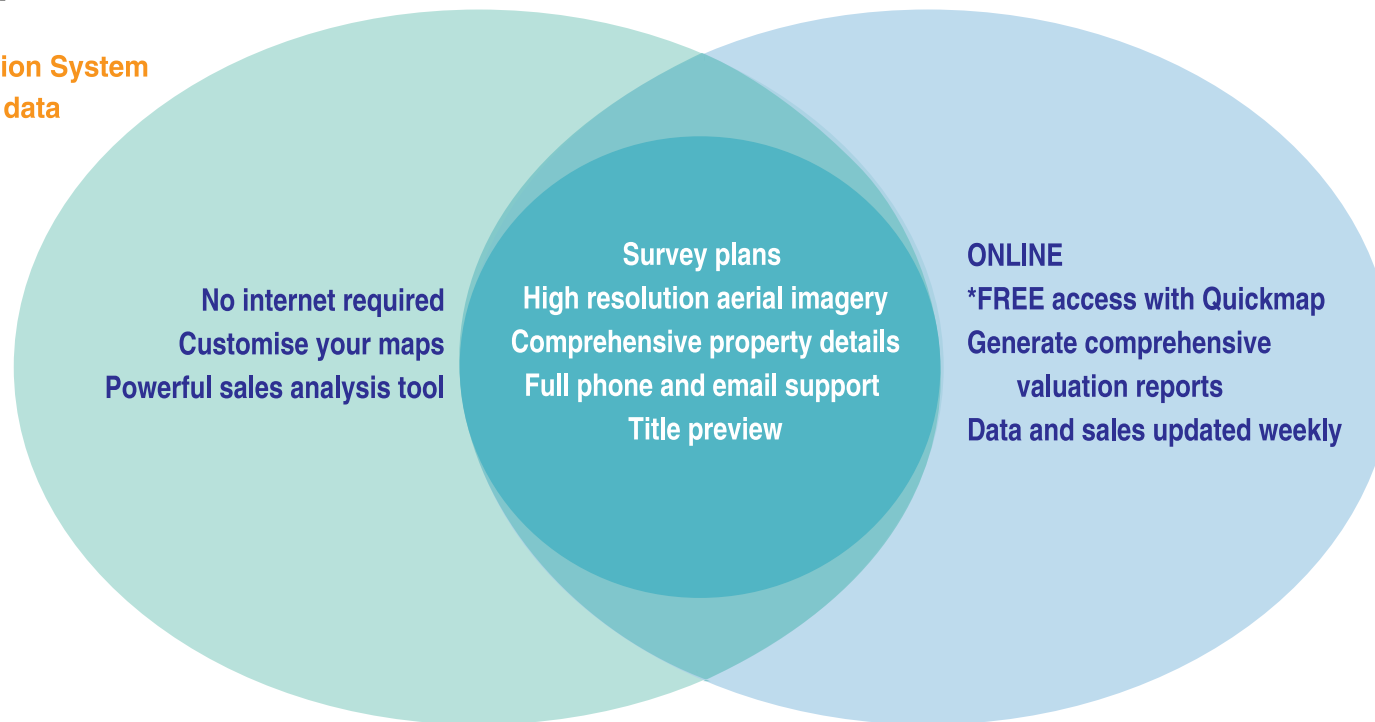 ion System
data
No internet required
Customise your maps
Powerful sales analysis tool
Survey plans
High resolution aerial imagery
Comprehensive property details
Full phone and email support
Title preview
ONLINE
*FREE access with Quickmap
Generate comprehensive
valuation reports
Data and sales updated weekly